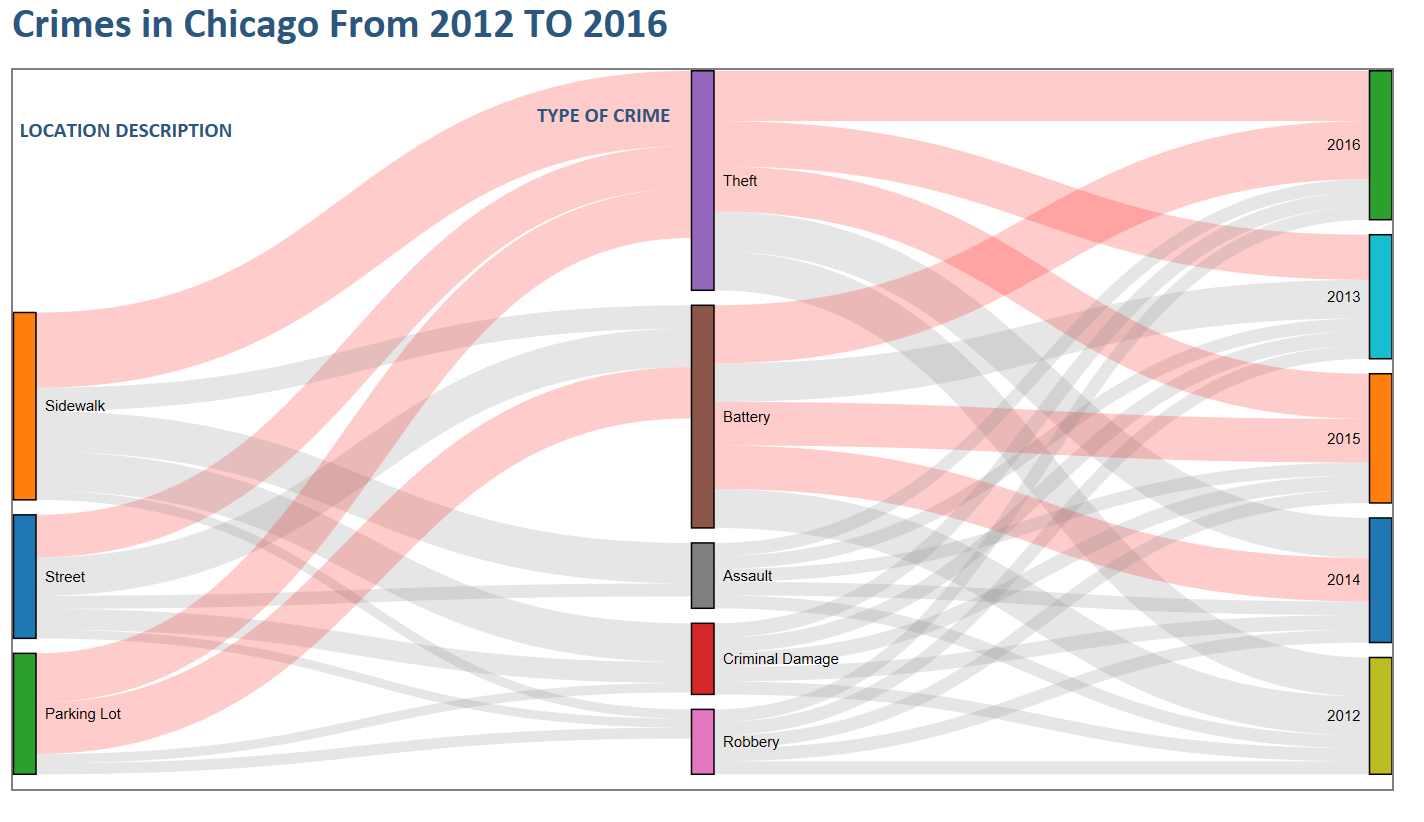 Crimes in Chicago From 2012 TO 2016
LOCATION DESCRIPTION
TYPE OF CRIME
Sidewalk
Street
Parking Lot
Theft
Battery
Assault
Criminal Damage
Robbery
2016
2013
2015
2014
2012